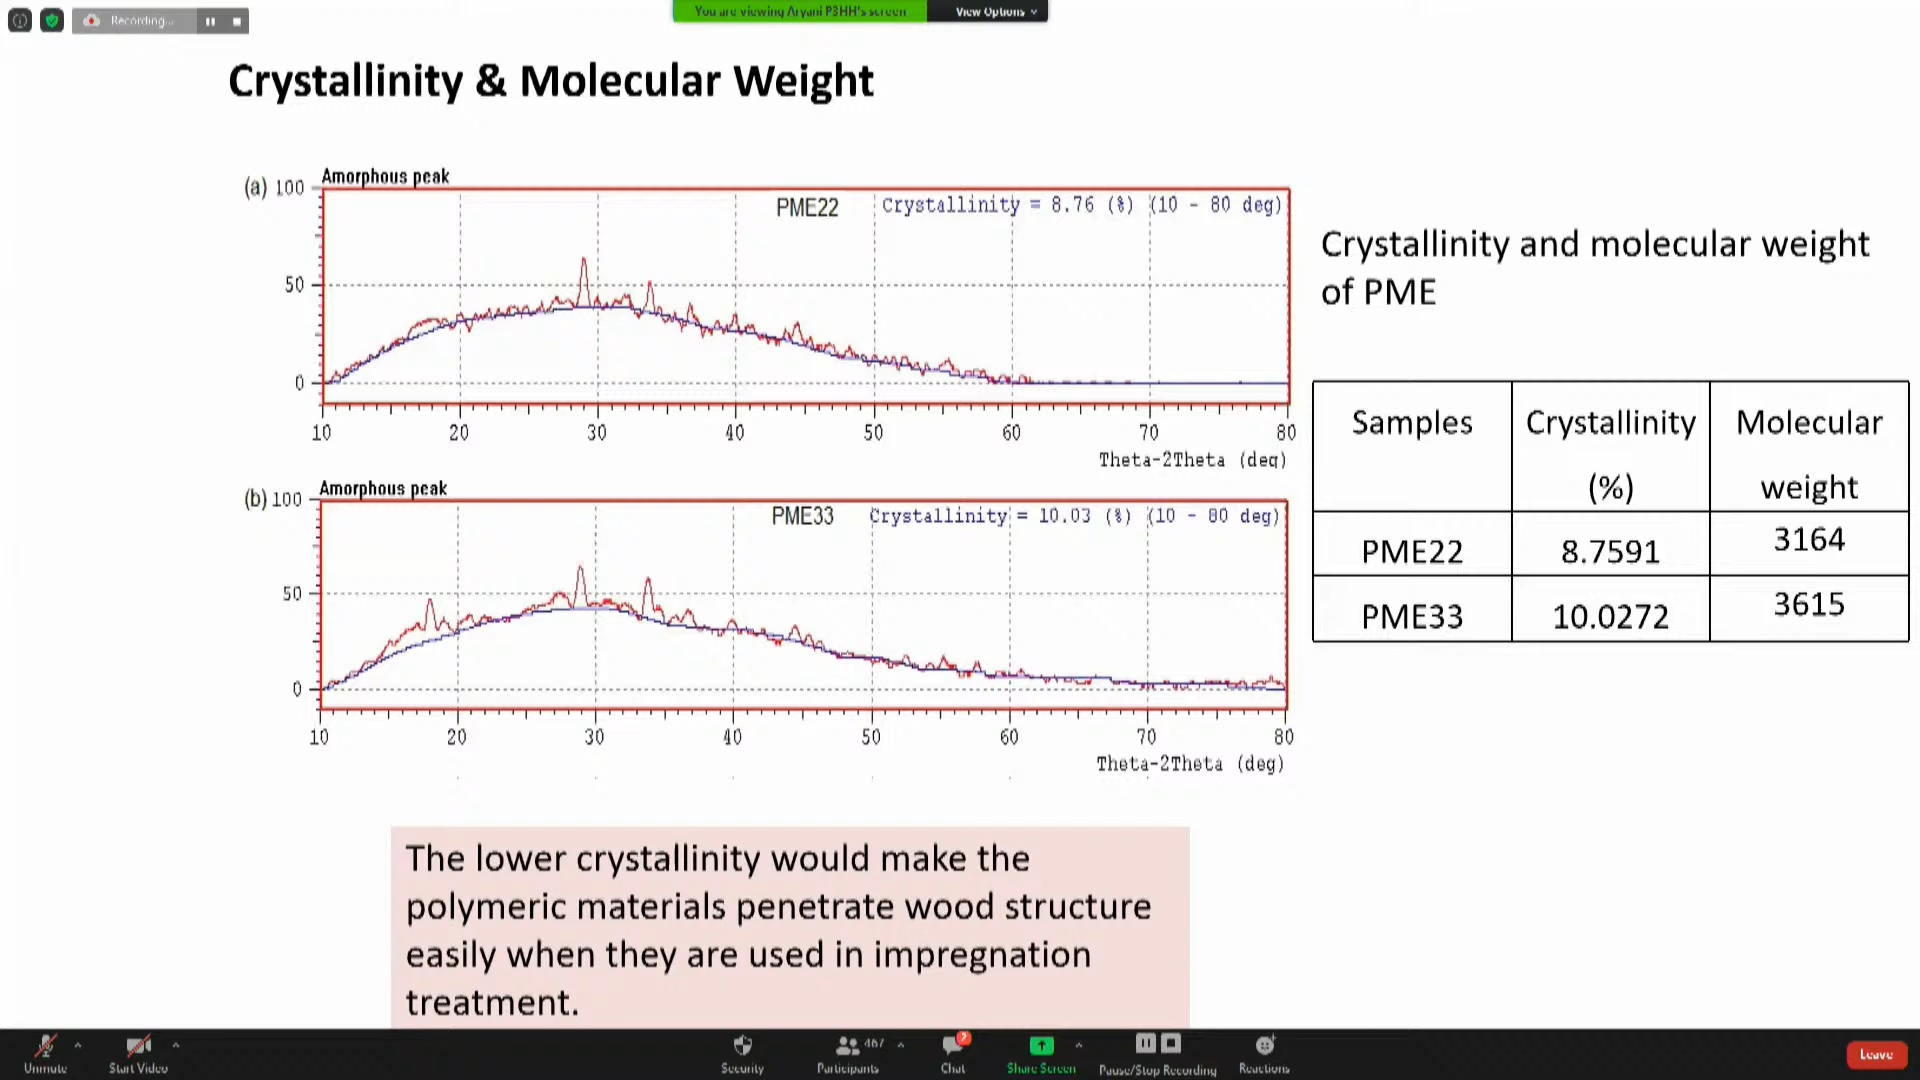 Recording...
You are viewing Aryani P3HH's screen
View Options
Crystallinity & Molecular Weight
Amorphous peak
(a) 100
PME22 Crystallinity = 8.76 (%) (10 - 80 deg)
50
0
10 20 30 40 50 60 70 80
Theta-2Theta (deg)
Amorphous peak
(b) 100
PME33 Crystallinity = 10.03 (%) (10 - 80 deg)
50
0
10 20 30 40 50 60 70 80
Theta-2Theta (deg)
Crystallinity and molecular weight
of PME
Samples Crystallinity Molecular
(%) weight
PME22 8.7591 3164
PME33 10.0272 3615
The lower crystallinity would make the
polymeric materials penetrate wood structure
easily when they are used in impregnation
treatment.
Unmute
Start Video
Security
Participants 467
Chat
Share Screen
Pause/Stop Recording
Reactions
Leave